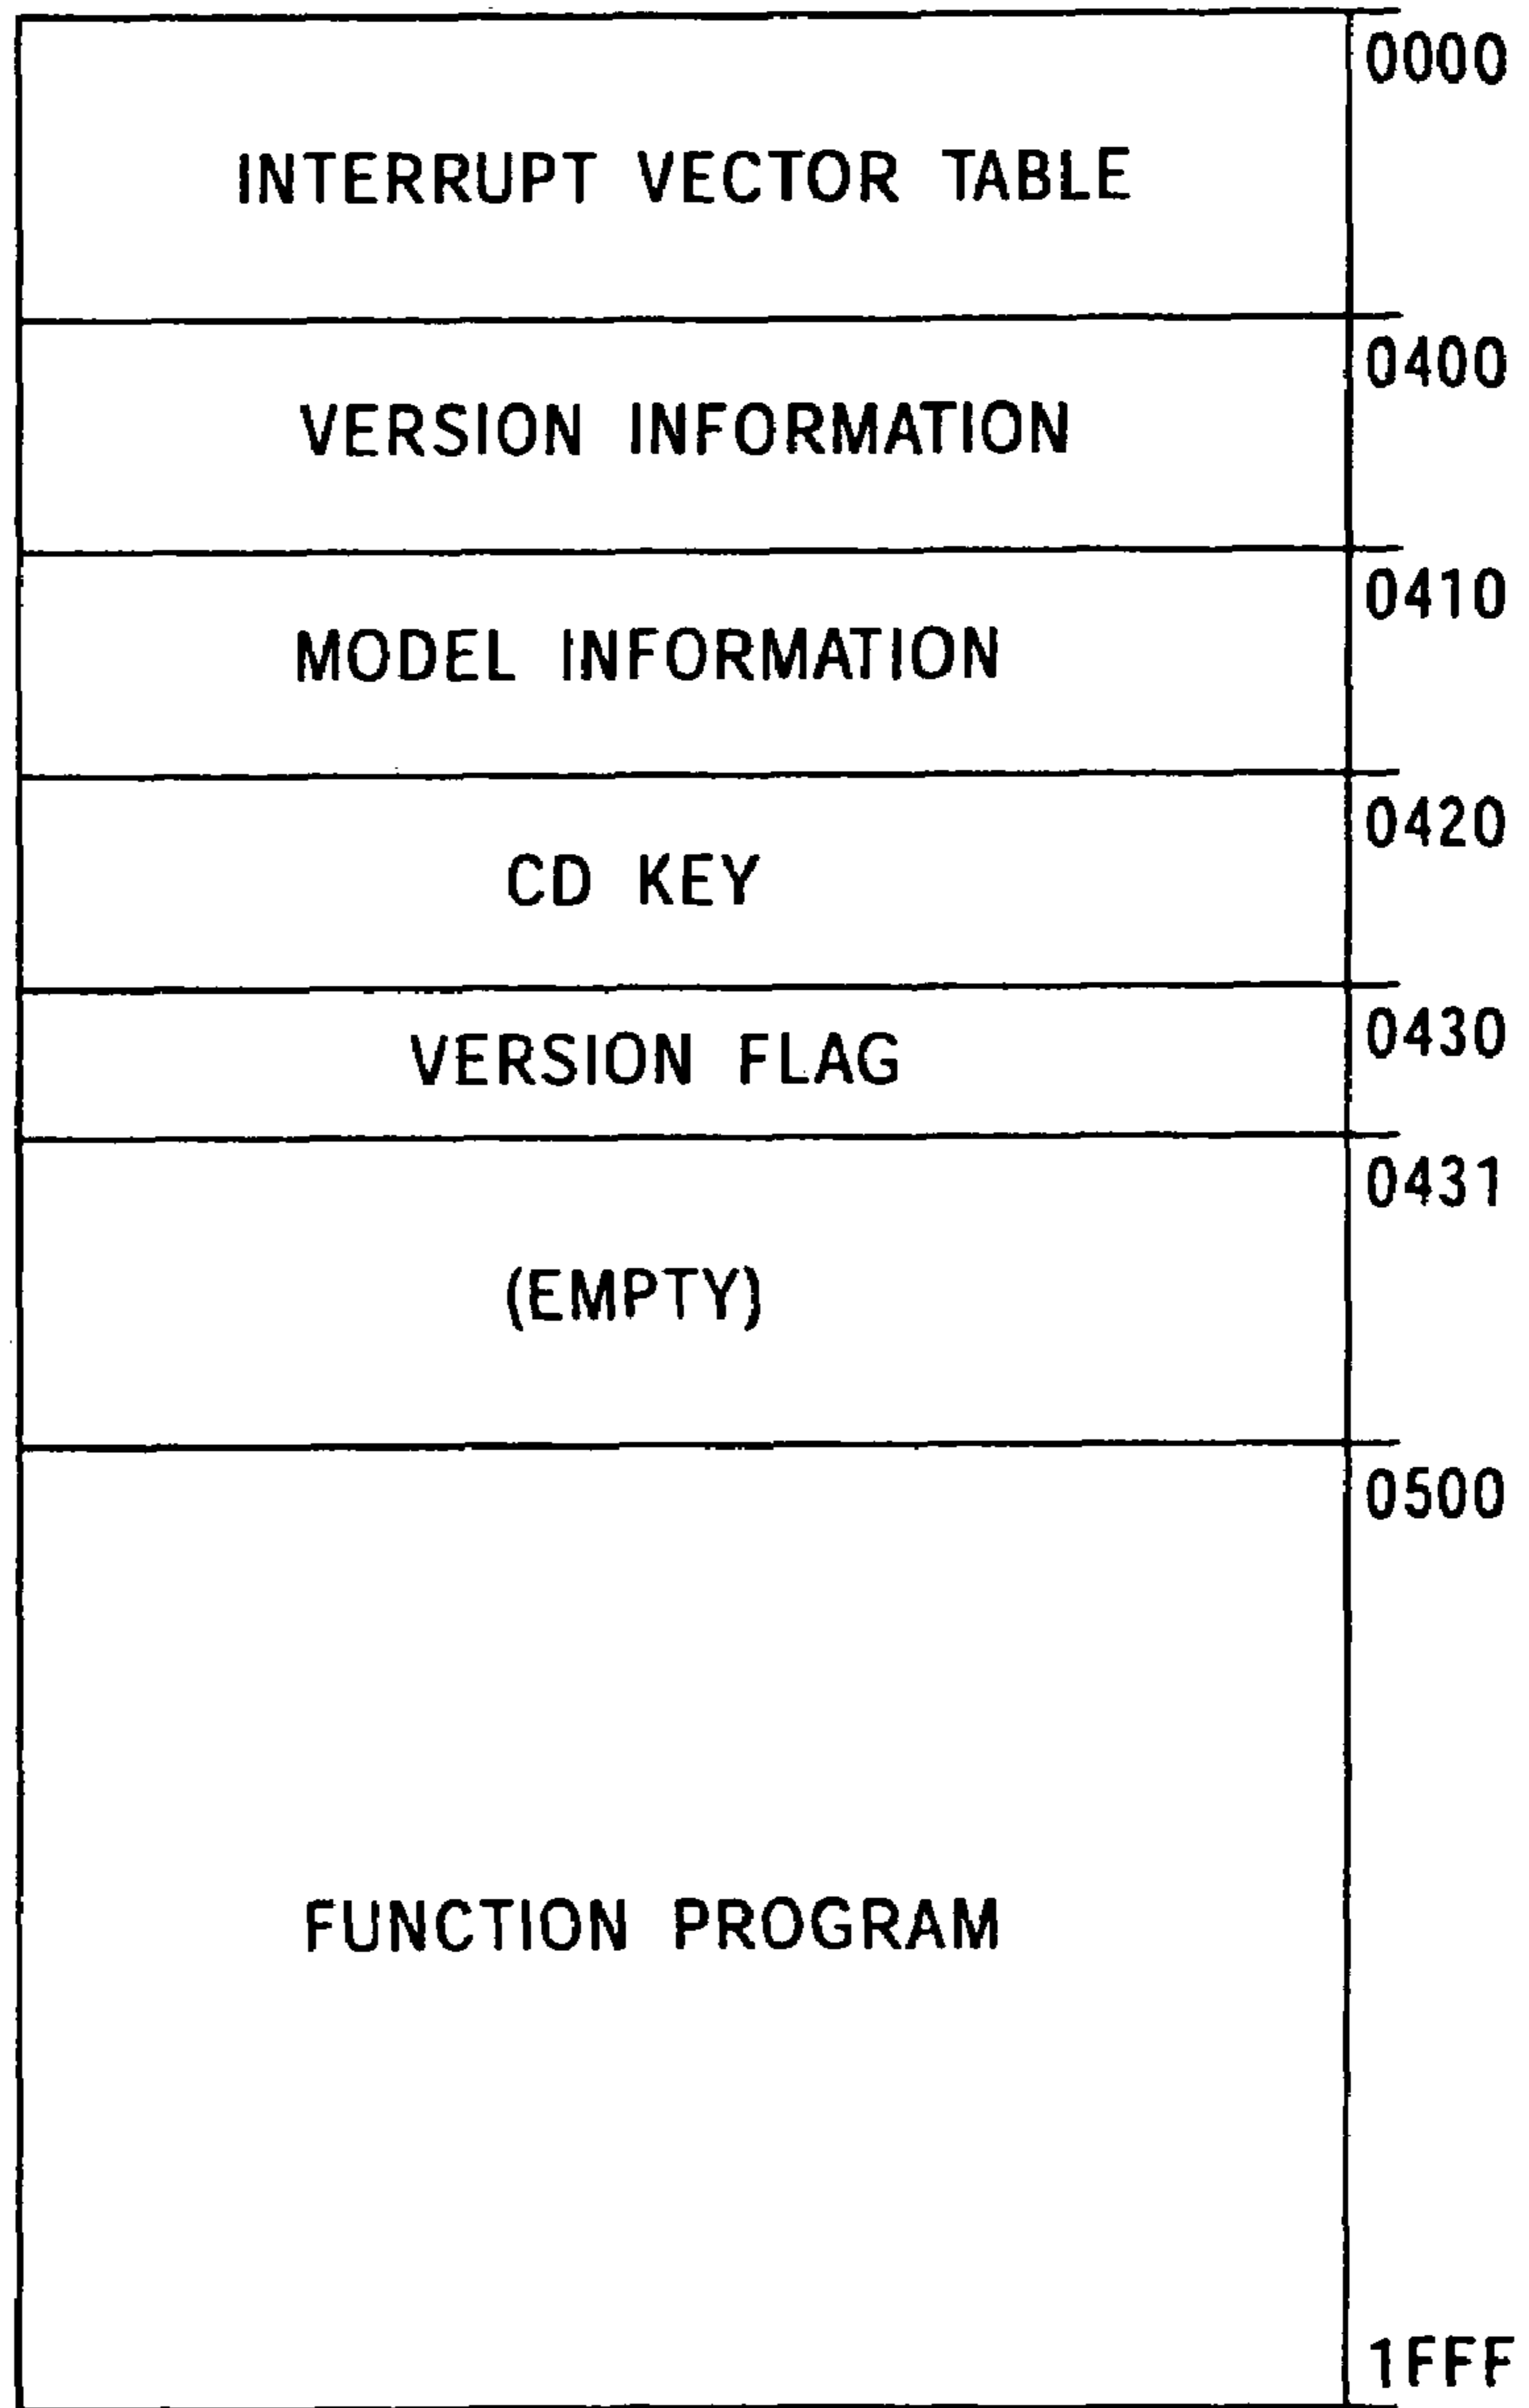 0000
INTERRUPT VECTOR TABLE
0400
VERSION INFORMATION
0410
MODEL INFORMATION
0420
CD KEY
0430
VERSION FLAG
0431
(EMPTY)
0500
FUNCTION PROGRAM
1FFF